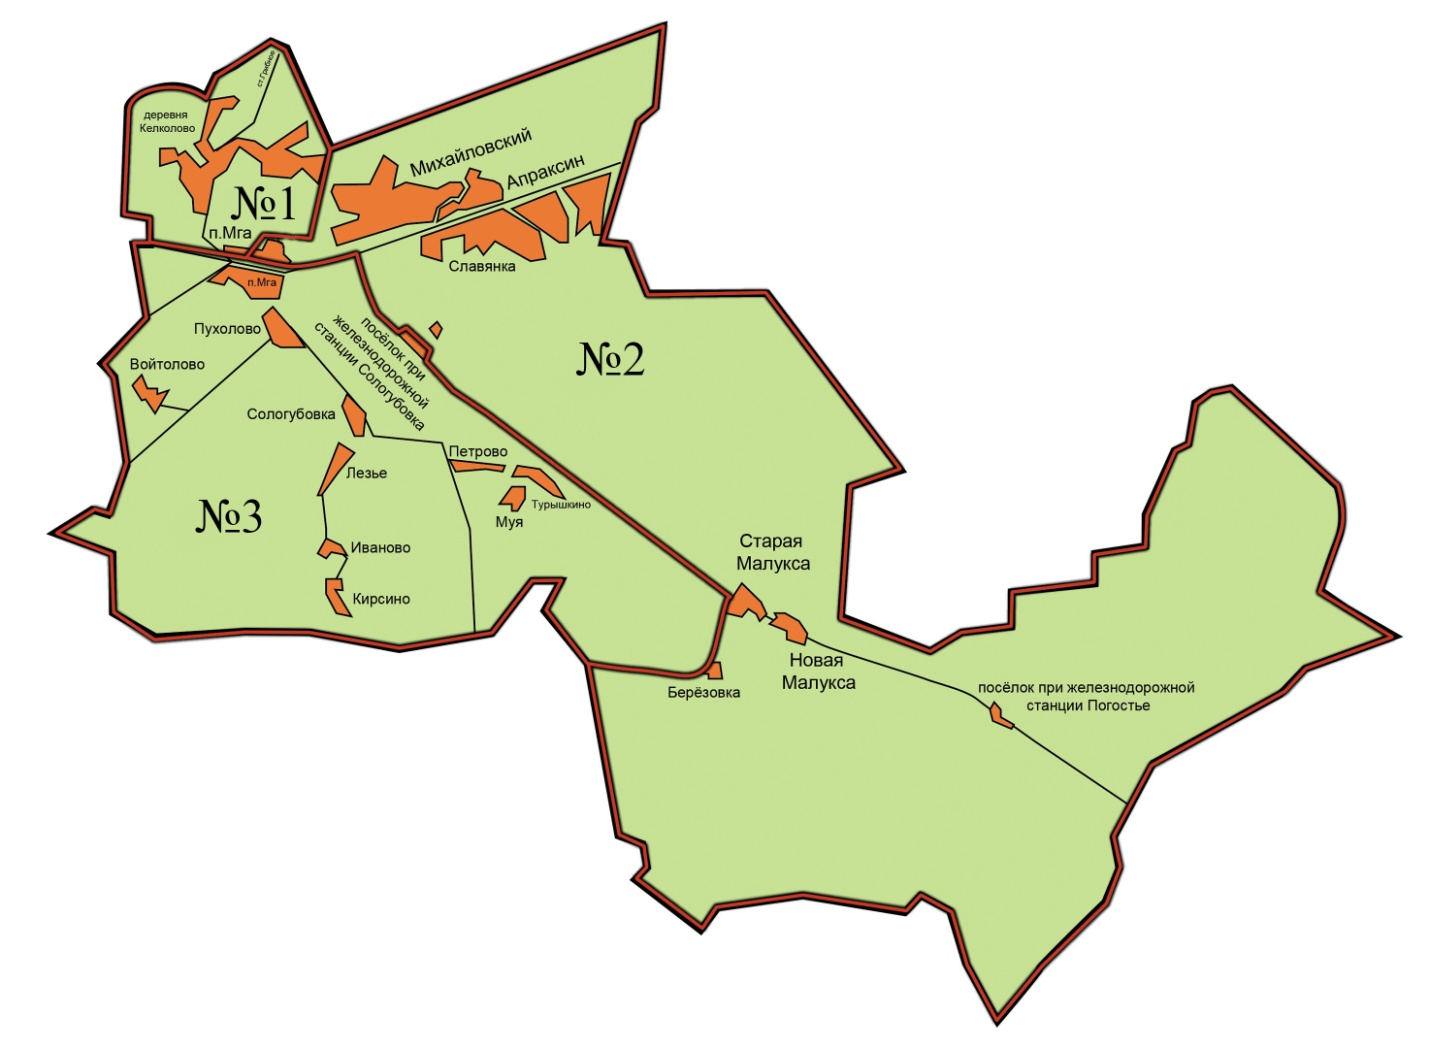 ст.Грибное
деревня
Келколово
№1
п.Мга
Михайловский
Апраксин
Славянка
п.Мга
Пухолово
Войтолово
посёлок при
железнодорожной
станции Сологубовка
№2
Сологубовка
Петрово
Лезье
Турышкино
Муя
№3
Иваново
Кирсино
Старая
Малукса
Новая
Малукса
Берёзовка
посёлок при железнодорожной
станции Погостье